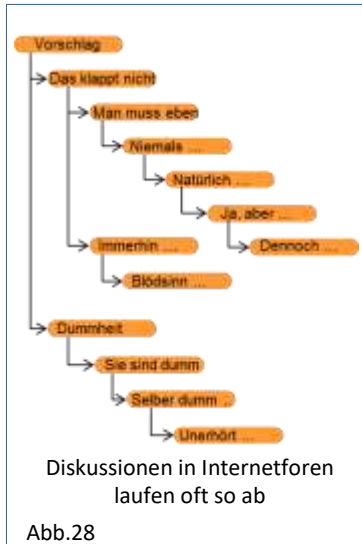 Vorschlag
Das klappt nicht
Man muss eben
Niemals ...
Natürlich ....
Ja, aber ....
Dennoch ....
Immerhin ....
Blödsinn ....
Dummheit
Sie sind dumm
Selber dumm ..
Unerhört ...
Diskussionen in Internetforen
laufen oft so ab
Abb.28